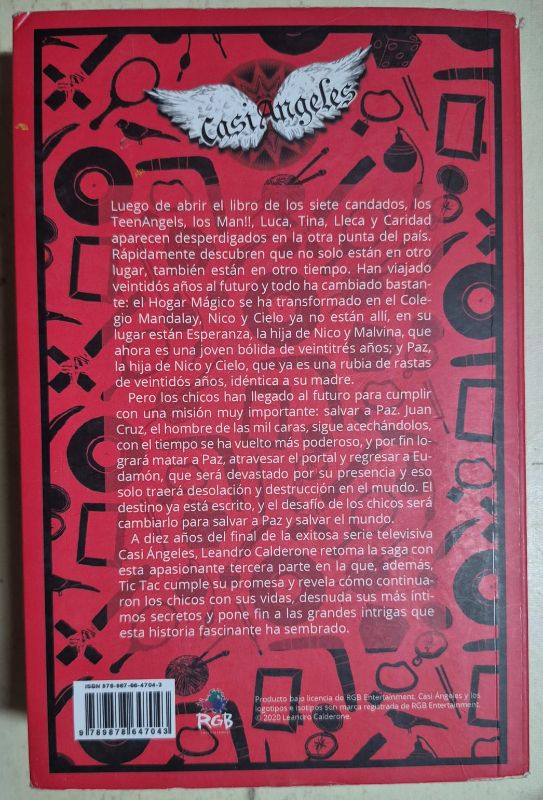 CasiAngeles
Luego de abrir el libro de los siete candados, los
TeenAngels, los Man!!, Luca, Tina, Lleca y Caridad
aparecen desperdigados en la otra punta del país.
Rápidamente descubren que no solo están en otro
lugar, también están en otro tiempo. Han viajado
veintidós años al futuro y todo ha cambiado bastan-
te: el Hogar Mágico se ha transformado en el Cole-
gio Mandalay, Nico y Cielo ya no están allí, en su
lugar están Esperanza, la hija de Nico y Malvina, que
ahora es una joven bólida de veintitrés años; y Paz,
la hija de Nico y Cielo, que ya es una rubia de rastas
de veintidós años, idéntica a su madre.
Pero los chicos han llegado al futuro para cumplir
con una misión muy importante: salvar a Paz. Juan
Cruz, el hombre de las mil caras, sigue acechándolos,
con el tiempo se ha vuelto más poderoso, y por fin lo-
grará matar a Paz, atravesar el portal y regresar a Eu-
damón, que será devastado por su presencia y eso
solo traerá desolación y destrucción en el mundo. El
destino ya está escrito, y el desafío de los chicos será
cambiarlo para salvar a Paz y salvar el mundo.
A diez años del final de la exitosa serie televisiva
Casi Ángeles, Leandro Calderone retoma la saga con
esta apasionante tercera parte en la que, además,
Tic Tac cumple su promesa y revela cómo continua-
ron los chicos con sus vidas, desnuda sus más ínti-
mos secretos y pone fin a las grandes intrigas que
esta historia fascinante ha sembrado.
ISBN 978-987-86-4704-3
9 789878 647043
RGB
Producto bajo licencia de RGB Entertainment. Casi Ángeles y los
logotipos e isotipos son marca registrada de RGB Entertainment.
© 2020 Leandro Calderone.